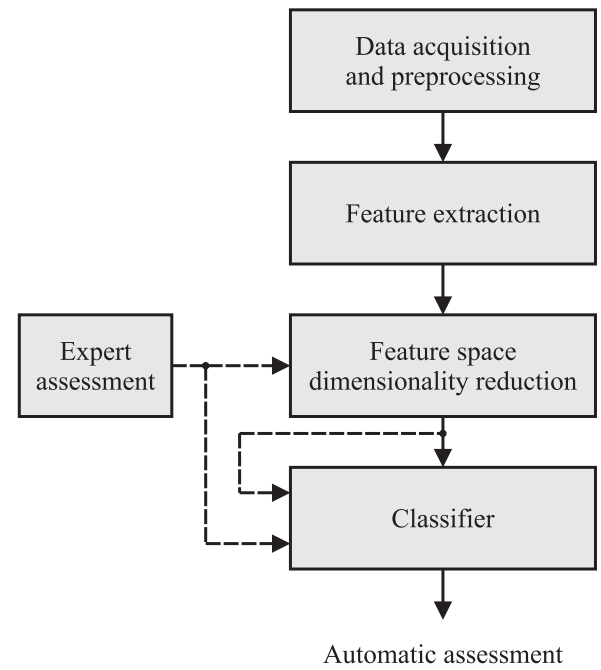 Data acquisition
and preprocessing
Feature extraction
Expert
assessment
Feature space
dimensionality reduction
Classifier
Automatic assessment